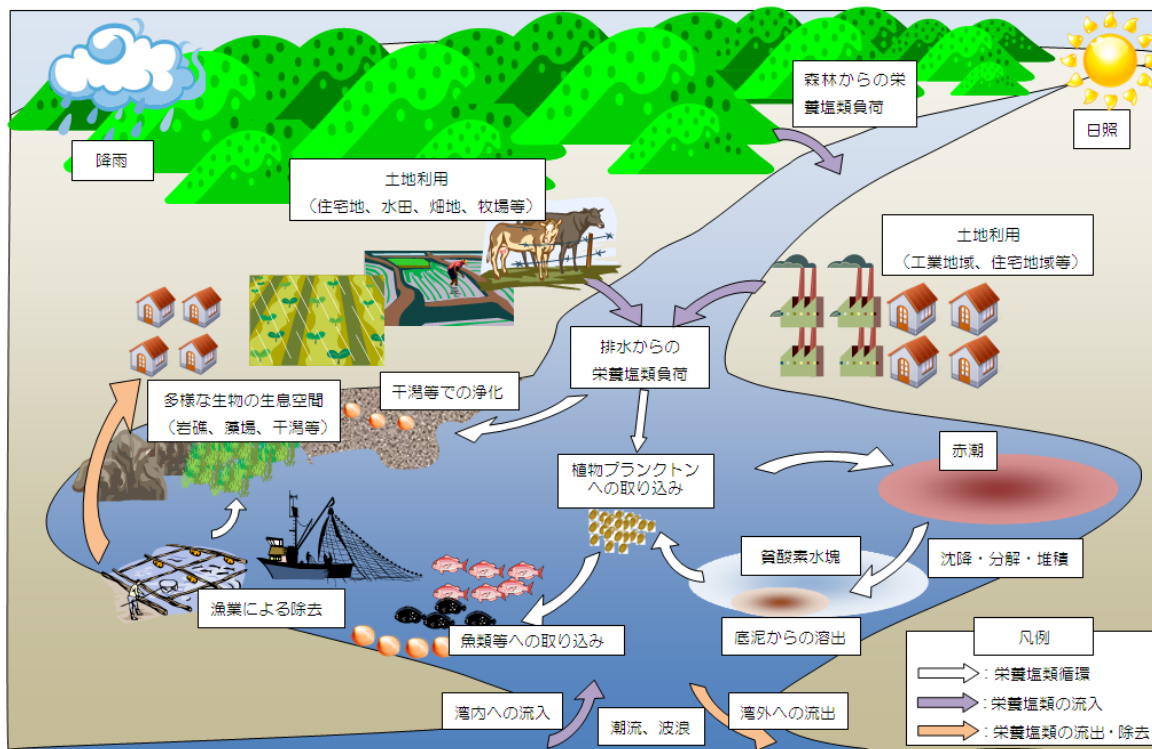 森林からの栄
養塩類負荷
日照
降雨
土地利用
（住宅地、水田、畑地、牧場等）
土地利用
（工業地域、住宅地域等）
排水からの
栄養塩類負荷
干潟等での浄化
多様な生物の生息空間
（岩礁、藻場、干潟等）
赤潮
植物プランクトン
への取り込み
貧酸素水塊
沈降・分解・堆積
漁業による除去
魚類等への取り込み
底泥からの溶出
凡例
：栄養塩類循環
：栄養塩類の流入
：栄養塩類の流出・除去
湾内への流入
潮流、波浪
湾外への流出